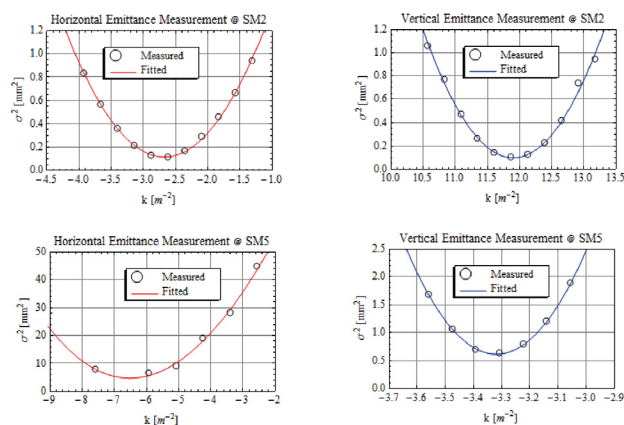 Horizontal Emittance Measurement @ SM2
1.2
1.0
0.8
0.6
0.4
0.2
0.0
σ² [mm²]
Measured
Fitted
-4.5 -4.0 -3.5 -3.0 -2.5 -2.0 -1.5 -1.0
k [m⁻²]
Vertical Emittance Measurement @ SM2
1.2
1.0
0.8
0.6
0.4
0.2
0.0
σ² [mm²]
Measured
Fitted
10.0 10.5 11.0 11.5 12.0 12.5 13.0 13.5
k [m⁻²]
Horizontal Emittance Measurement @ SM5
50
40
30
20
10
0
σ² [mm²]
Measured
Fitted
-9 -8 -7 -6 -5 -4 -3 -2
k [m⁻²]
Vertical Emittance Measurement @ SM5
2.5
2.0
1.5
1.0
0.5
0.0
σ² [mm²]
Measured
Fitted
-3.7 -3.6 -3.5 -3.4 -3.3 -3.2 -3.1 -3.0 -2.9
k [m⁻²]